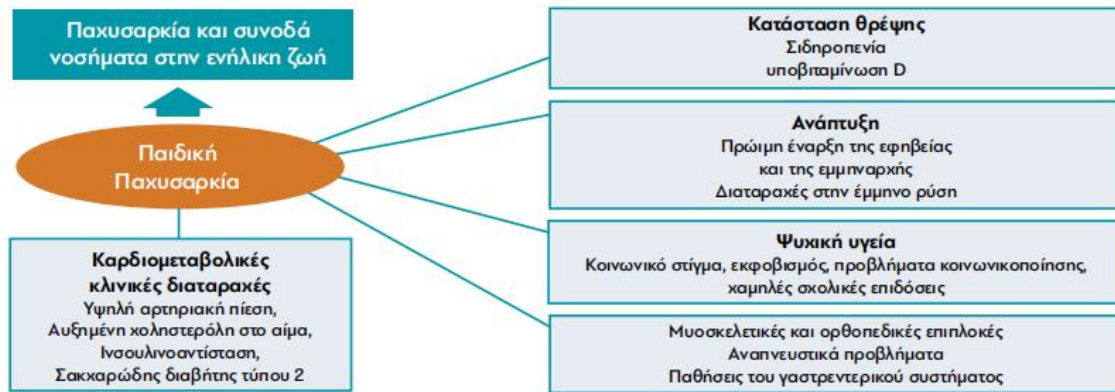 Παχυσαρκία και συνοδά
νοσήματα στην ενήλικη ζωή
Παιδική
Παχυσαρκία
Καρδιομεταβολικές
κλινικές διαταραχές
Υψηλή αρτηριακή πίεση,
Αυξημένη χοληστερόλη στο αίμα,
Ινσουλινοαντίσταση,
Σακχαρώδης διαβήτης τύπου 2
Κατάσταση θρέψης
Σιδηροπενία
υποβιταμίνωση D
Ανάπτυξη
Πρώιμη έναρξη της εφηβείας
και της εμμηναρχής
Διαταραχές στην έμμηνο ρύση
Ψυχική υγεία
Κοινωνικό στίγμα, εκφοβισμός, προβλήματα κοινωνικοποίησης,
χαμηλές σχολικές επιδόσεις
Μυοσκελετικές και ορθοπεδικές επιπλοκές
Αναπνευστικά προβλήματα
Παθήσεις του γαστρεντερικού συστήματος